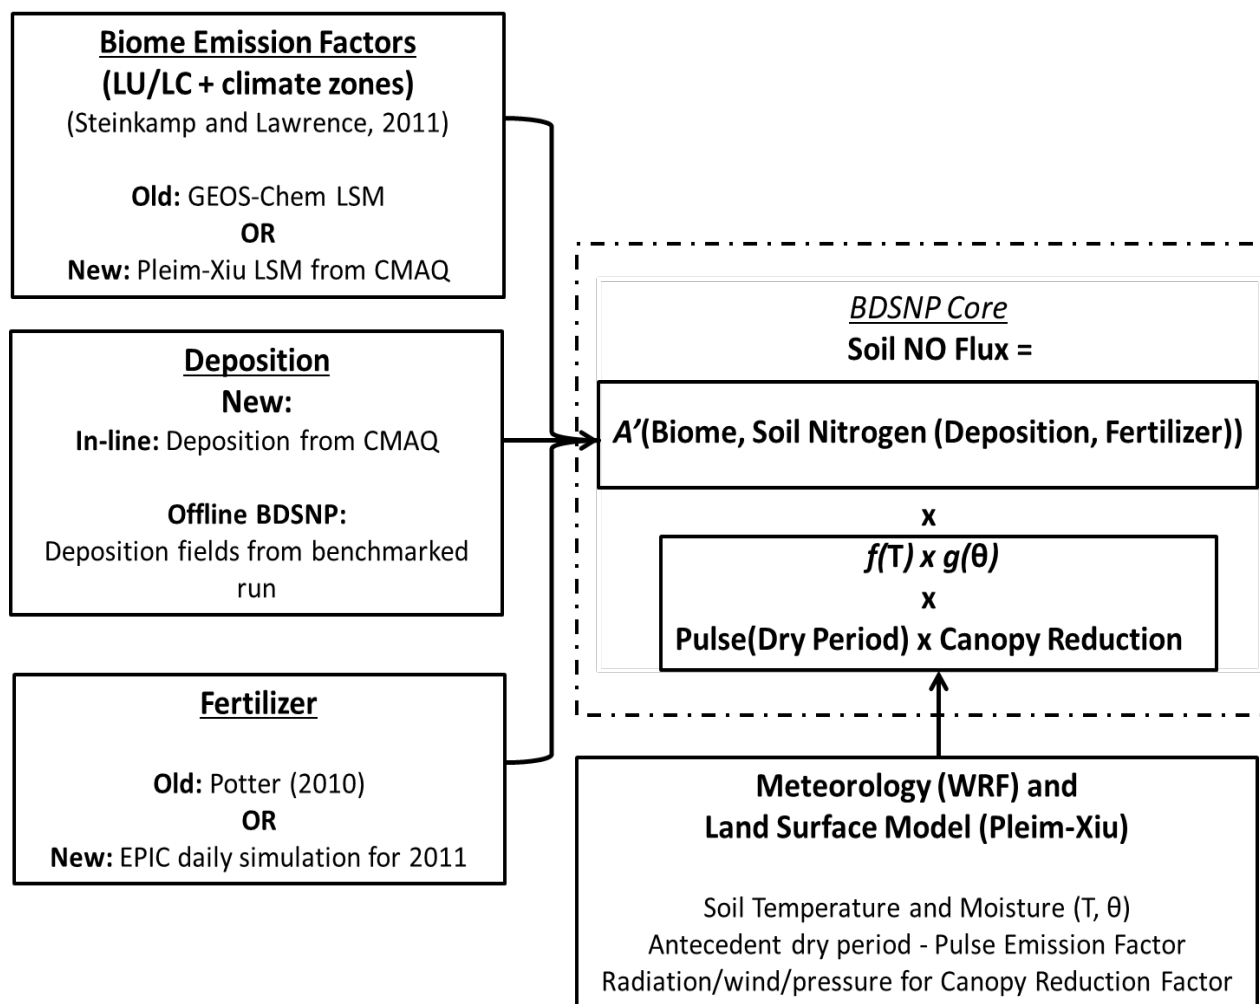 Biome Emission Factors
(LU/LC + climate zones)
(Steinkamp and Lawrence, 2011)
Old: GEOS-Chem LSM
OR
New: Pleim-Xiu LSM from CMAQ
Deposition
New:
In-line: Deposition from CMAQ
Offline BDSNP:
Deposition fields from benchmarked
run
Fertilizer
Old: Potter (2010)
OR
New: EPIC daily simulation for 2011
BDSNP Core
Soil NO Flux =
A’(Biome, Soil Nitrogen (Deposition, Fertilizer))
x
f(T) x g(θ)
x
Pulse(Dry Period) x Canopy Reduction
Meteorology (WRF) and
Land Surface Model (Pleim-Xiu)
Soil Temperature and Moisture (T, θ)
Antecedent dry period - Pulse Emission Factor
Radiation/wind/pressure for Canopy Reduction Factor